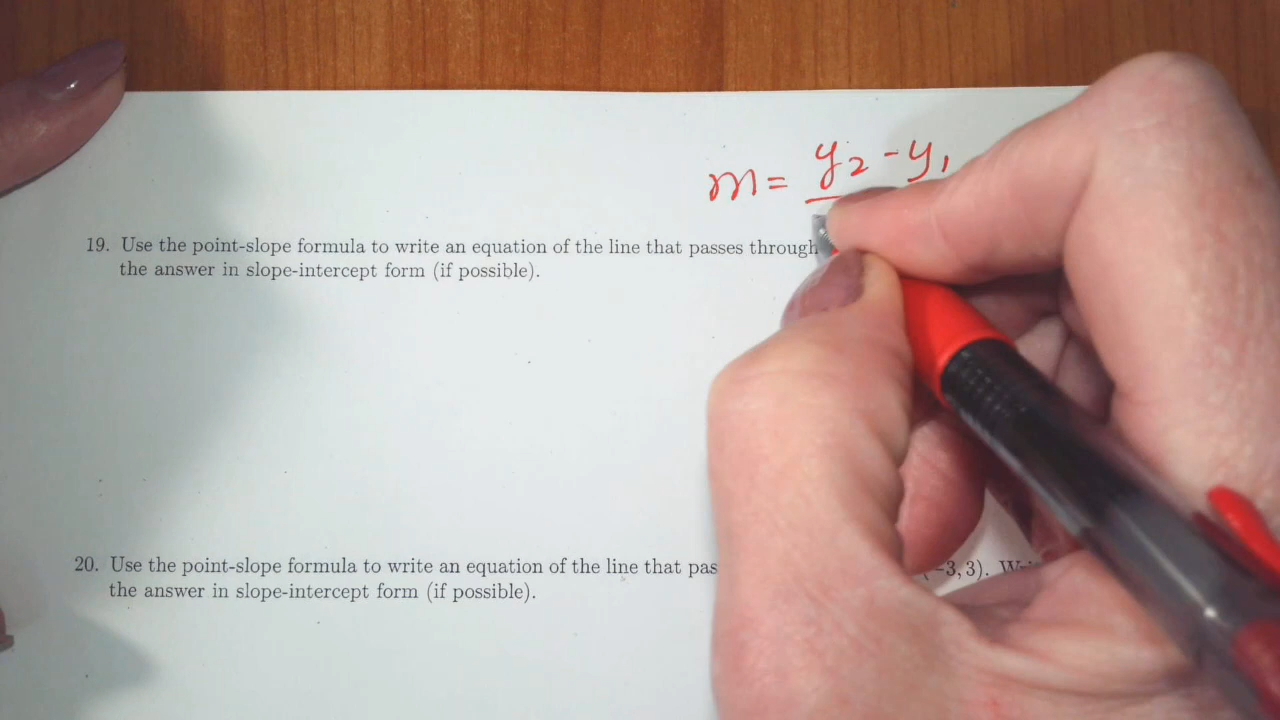 m = y₂ - y₁
19. Use the point-slope formula to write an equation of the line that passes through
the answer in slope-intercept form (if possible).
20. Use the point-slope formula to write an equation of the line that (−3, 3).
the answer in slope-intercept form (if possible).